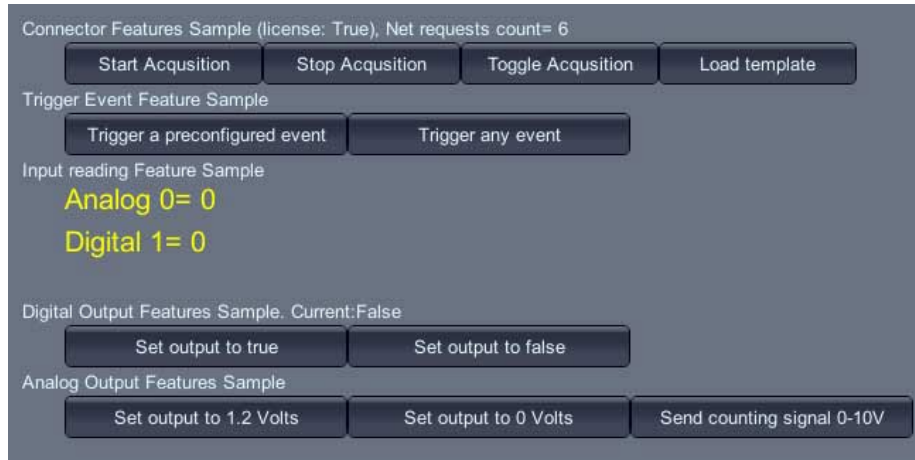 Connector Features Sample (license: True), Net requests count= 6
Start Acqusition Stop Acqusition Toggle Acqusition Load template
Trigger Event Feature Sample
Trigger a preconfigured event Trigger any event
Input reading Feature Sample
Analog 0= 0
Digital 1= 0
Digital Output Features Sample. Current:False
Set output to true Set output to false
Analog Output Features Sample
Set output to 1.2 Volts Set output to 0 Volts Send counting signal 0-10V